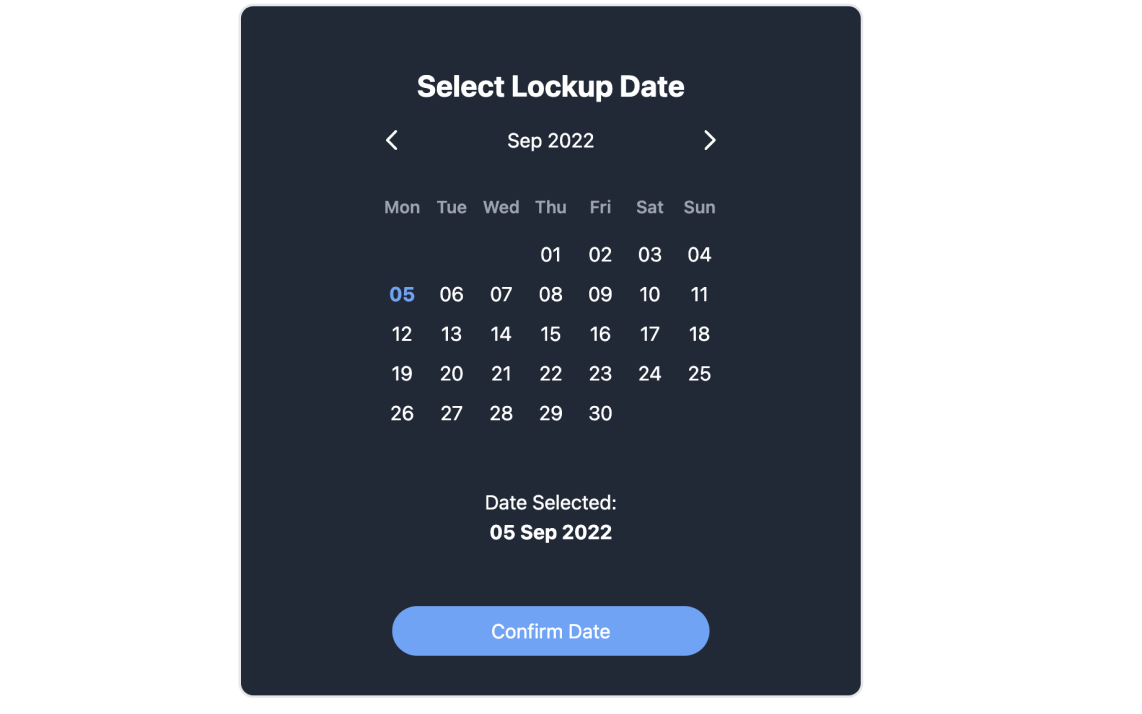 Select Lockup Date
Sep 2022
Mon Tue Wed Thu Fri Sat Sun
01 02 03 04
05 06 07 08 09 10 11
12 13 14 15 16 17 18
19 20 21 22 23 24 25
26 27 28 29 30
Date Selected:
05 Sep 2022
Confirm Date